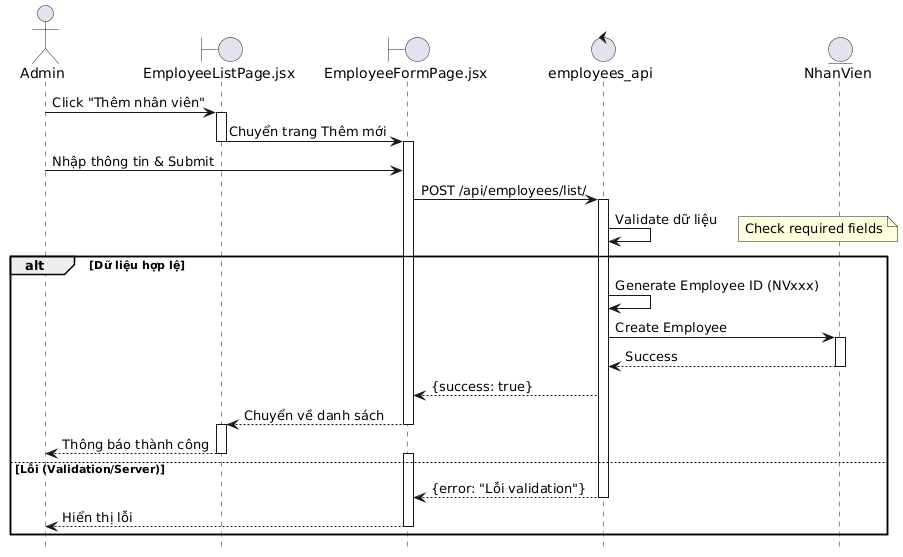 Admin
EmployeeListPage.jsx
EmployeeFormPage.jsx
employees_api
NhanVien
Click "Thêm nhân viên"
Chuyển trang Thêm mới
Nhập thông tin & Submit
POST /api/employees/list/
Validate dữ liệu
Check required fields
alt
[Dữ liệu hợp lệ]
Generate Employee ID (NVxxx)
Create Employee
Success
{success: true}
Chuyển về danh sách
Thông báo thành công
[Lỗi (Validation/Server)]
{error: "Lỗi validation"}
Hiển thị lỗi